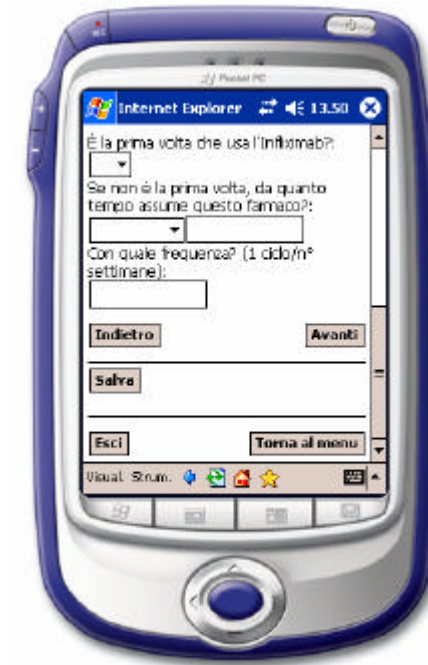 Pocket PC
Internet Explorer 13.50
È la prima volta che usa l'Infliximab?:
Se non è la prima volta, da quanto
tempo assume questo farmaco?:
Con quale frequenza? (1 ciclo/n°
settimane):
Indietro Avanti
Salva
Esci Torna al menu
Visual. Strum.